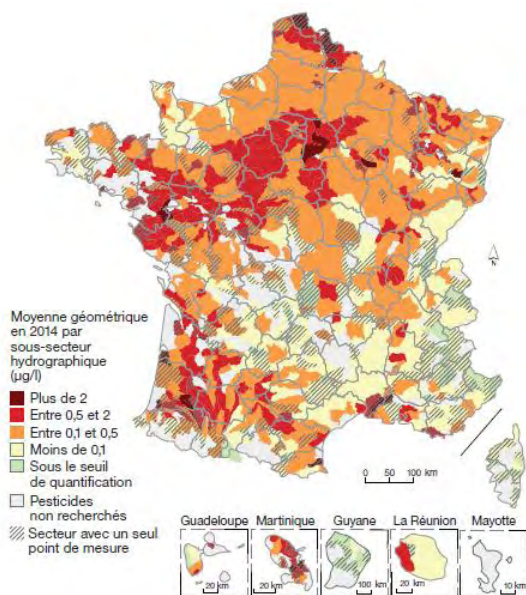 N
Moyenne géométrique
en 2014 par
sous-secteur
hydrographique
(µg/l)
Plus de 2
Entre 0,5 et 2
Entre 0,1 et 0,5
Moins de 0,1
Sous le seuil
de quantification
Pesticides
non recherchés
Secteur avec un seul
point de mesure
0 50 100 km
Guadeloupe Martinique Guyane La Réunion Mayotte
20 km 20 km 100 km 20 km 10 km